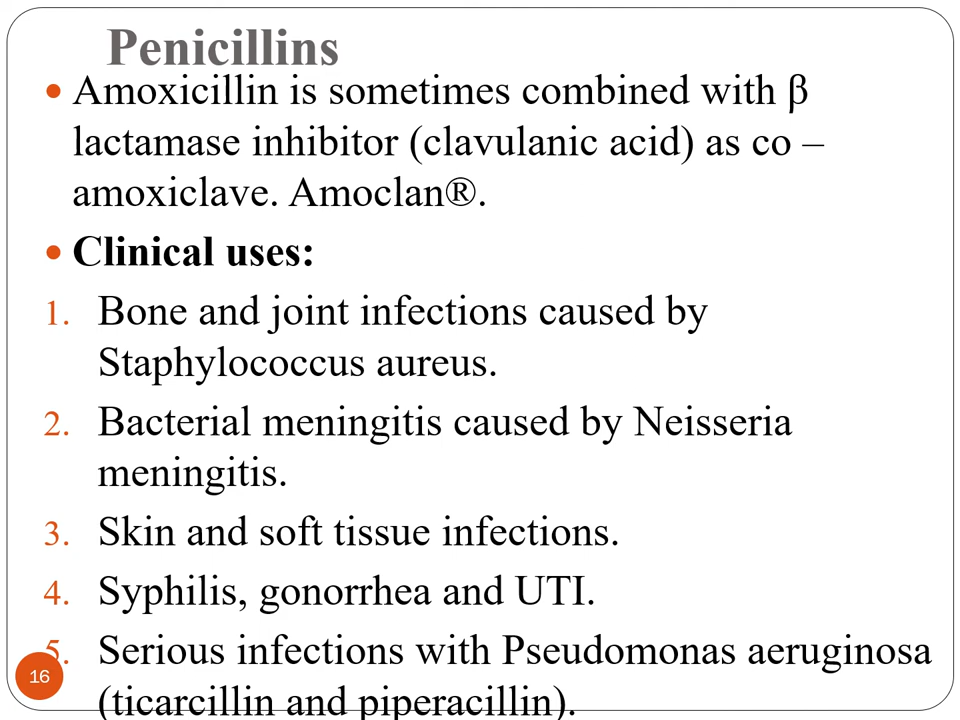 Penicillins
• Amoxicillin is sometimes combined with β
lactamase inhibitor (clavulanic acid) as co –
amoxiclave. Amoclan®.
• Clinical uses:
1. Bone and joint infections caused by
Staphylococcus aureus.
2. Bacterial meningitis caused by Neisseria
meningitis.
3. Skin and soft tissue infections.
4. Syphilis, gonorrhea and UTI.
5. Serious infections with Pseudomonas aeruginosa
(ticarcillin and piperacillin).
16